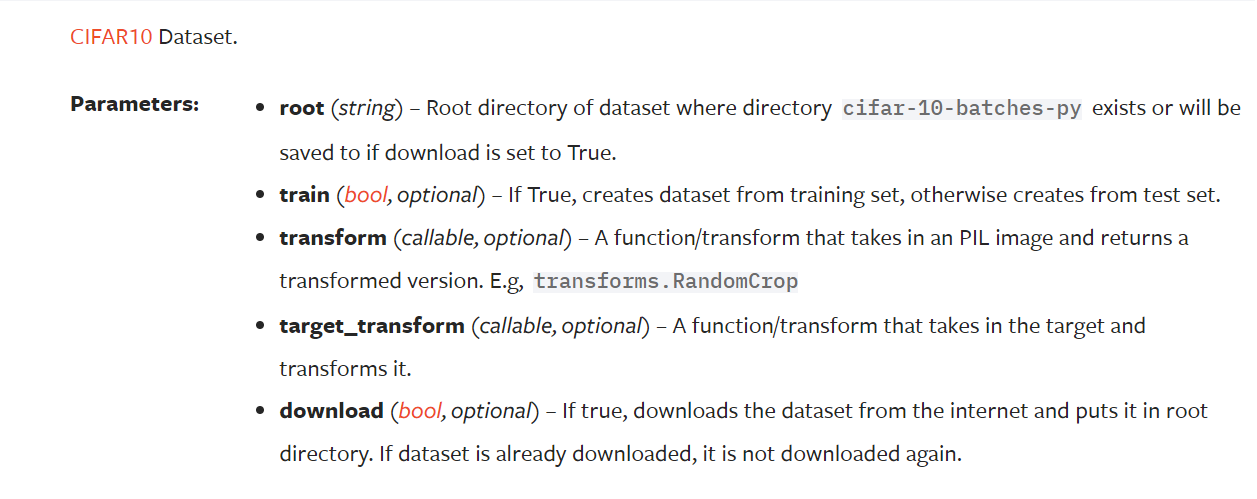 CIFAR10 Dataset.
Parameters:
• root (string) – Root directory of dataset where directory cifar-10-batches-py exists or will be
saved to if download is set to True.
• train (bool, optional) – If True, creates dataset from training set, otherwise creates from test set.
• transform (callable, optional) – A function/transform that takes in an PIL image and returns a
transformed version. E.g, transforms.RandomCrop
• target_transform (callable, optional) – A function/transform that takes in the target and
transforms it.
• download (bool, optional) – If true, downloads the dataset from the internet and puts it in root
directory. If dataset is already downloaded, it is not downloaded again.